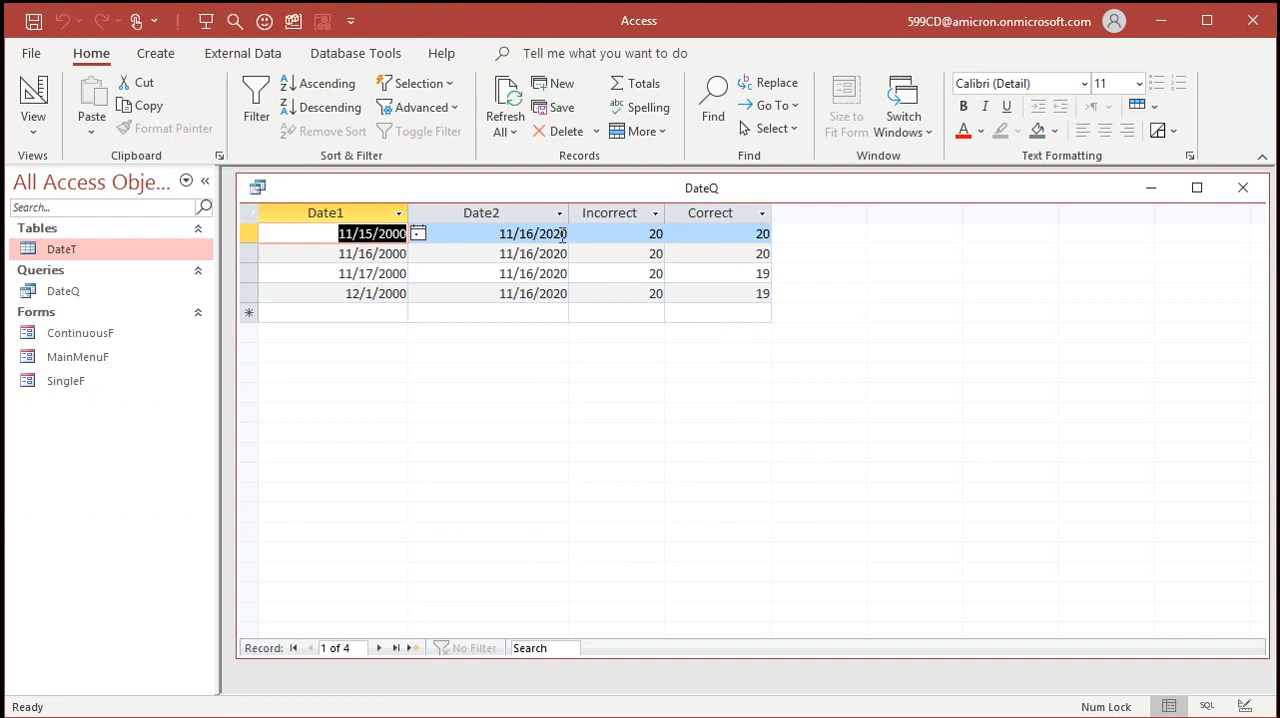 Access
599CD@amicron.onmicrosoft.com
File Home Create External Data Database Tools Help Tell me what you want to do
View
Views
Paste
Cut
Copy
Format Painter
Clipboard
Filter
Ascending
Descending
Remove Sort
Selection
Advanced
Toggle Filter
Sort & Filter
Refresh
All
New
Save
Delete
Totals
Spelling
More
Records
Find
Replace
Go To
Select
Find
Size to
Fit Form
Switch
Windows
Window
Calibri (Detail) 11
B I U
A
Text Formatting
All Access Obje...
Search...
Tables
DateT
Queries
DateQ
Forms
ContinuousF
MainMenuF
SingleF
DateQ
Date1 Date2 Incorrect Correct
11/15/2000 11/16/2020 20 20
11/16/2000 11/16/2020 20 20
11/17/2000 11/16/2020 20 19
12/1/2000 11/16/2020 20 19
Record: 1 of 4 No Filter Search
Ready
Num Lock
SQL